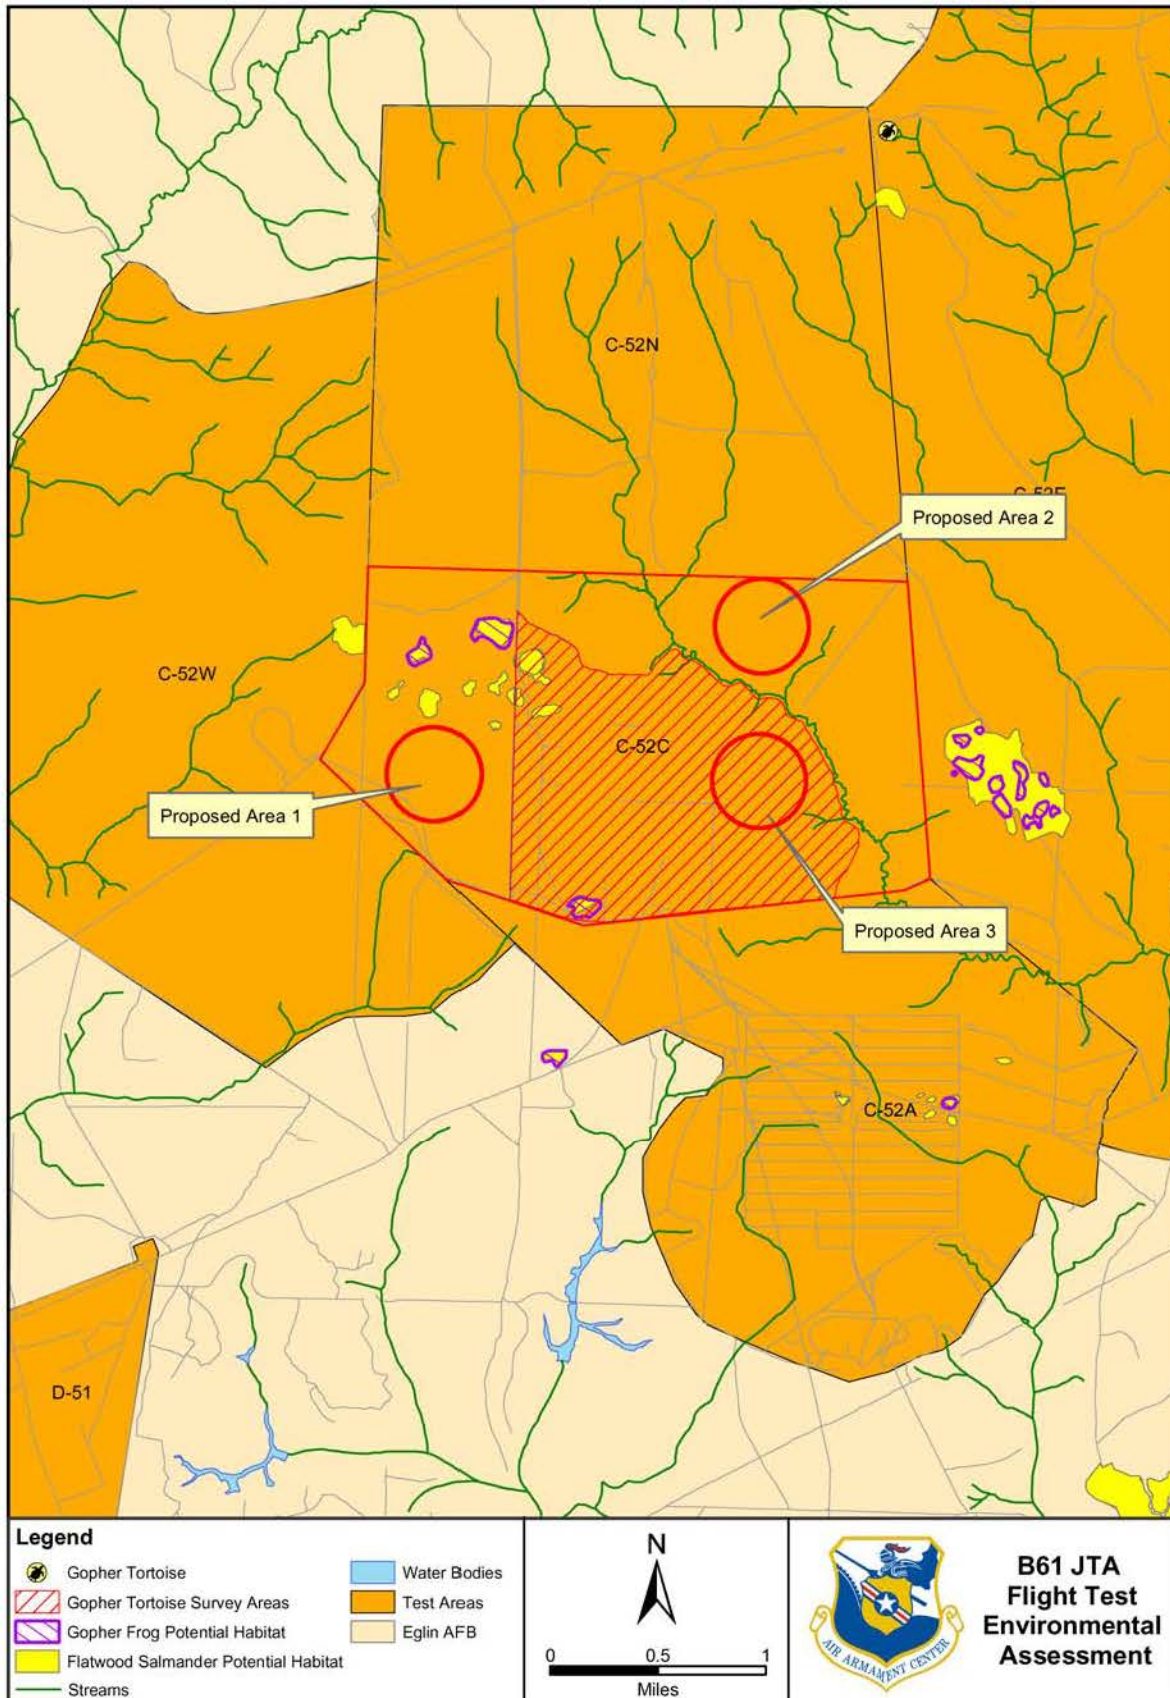 C-52N
Proposed Area 2
C-52W
C-52C
Proposed Area 1
Proposed Area 3
C-52A
D-51
Legend
Gopher Tortoise
Gopher Tortoise Survey Areas
Gopher Frog Potential Habitat
Flatwood Salmander Potential Habitat
Streams
Water Bodies
Test Areas
Eglin AFB
N
0 0.5 1
Miles
AIR ARMAMENT CENTER
B61 JTA
Flight Test
Environmental
Assessment